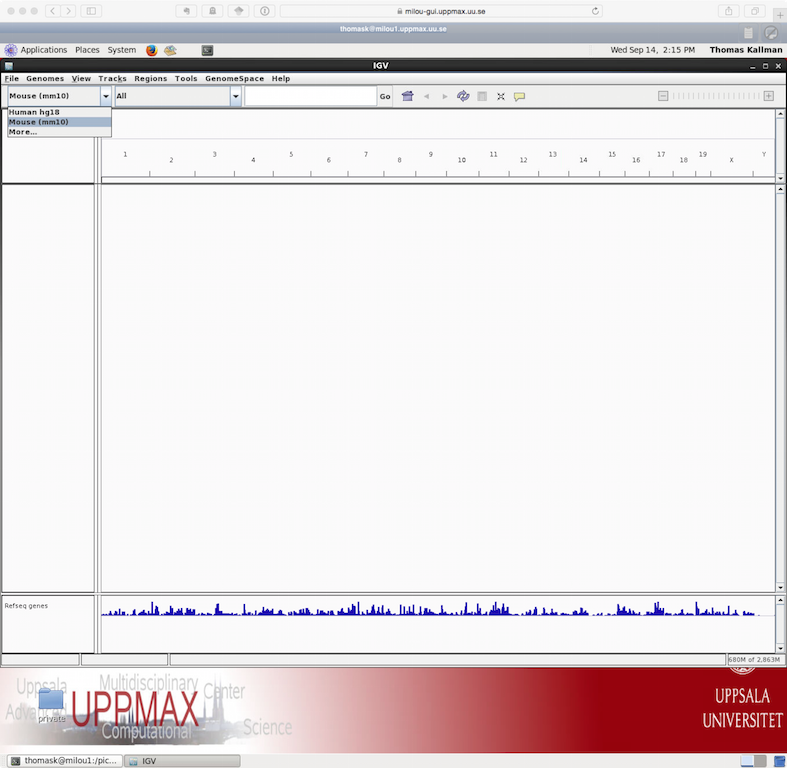 milou-gui.uppmax.uu.se
thomask@milou1.uppmax.uu.se
Applications Places System Wed Sep 14, 2:15 PM Thomas Kallman
IGV
File Genomes View Tracks Regions Tools GenomeSpace Help
Mouse (mm10) All Go
Human hg18
Mouse (mm10)
More...
1 2 3 4 5 6 7 8 9 10 11 12 13 14 15 16 17 18 19 X Y
Refseq genes
680M of 2,863M
Uppsala Multidisciplinary Center
private
UPPMAX
Computational Science
UPPSALA
UNIVERSITET
thomask@milou1:/pic... IGV